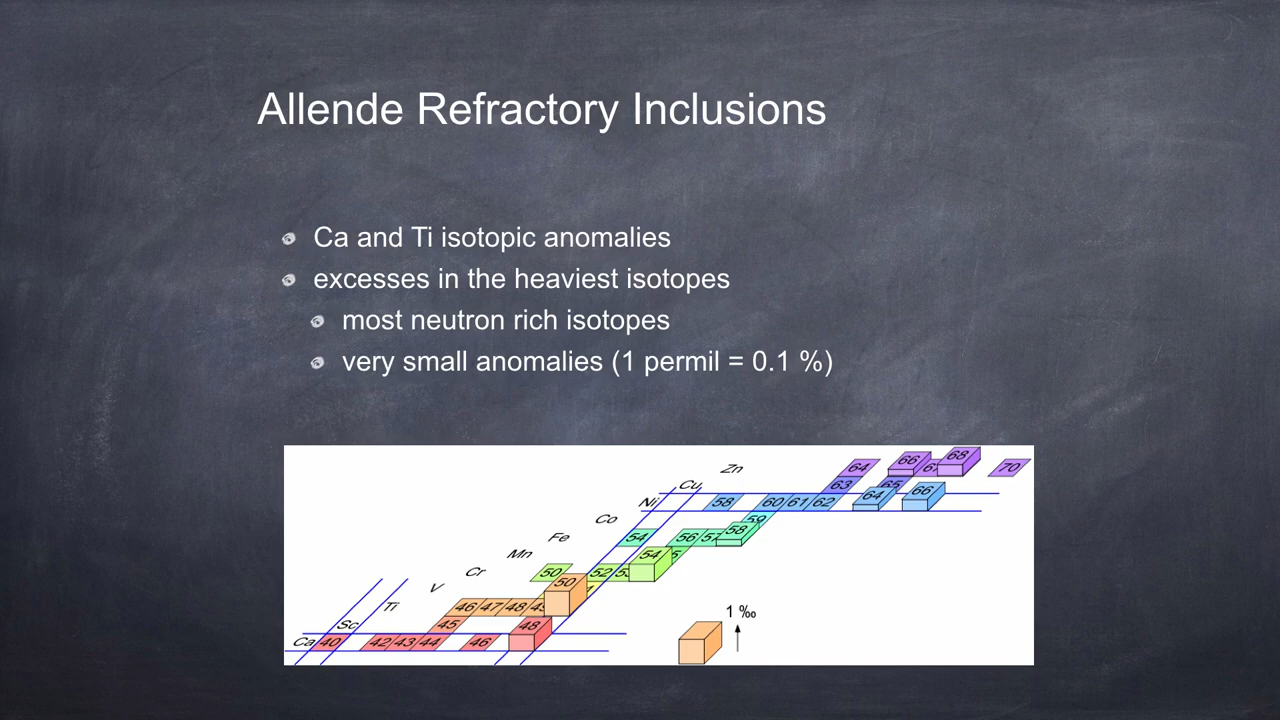 Allende Refractory Inclusions
Ca and Ti isotopic anomalies
excesses in the heaviest isotopes
most neutron rich isotopes
very small anomalies (1 permil = 0.1 %)
Zn 64 66 68 70
Cu 63 65
Ni 58 60 61 62 64 66
Co 59
Fe 54 56 57 58
Mn
Cr 50 52 54
V
Ti 46 47 48 49 50
Sc 45
Ca 40 42 43 44 46 48
1 ‰